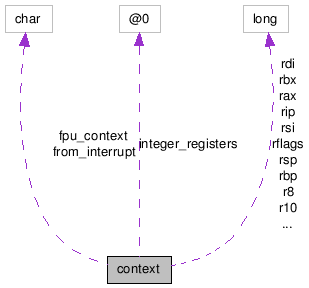 char
@0
long
fpu_context
from_interrupt
integer_registers
rdi
rbx
rax
rip
rsi
rflags
rsp
rbp
r8
r10
...
context